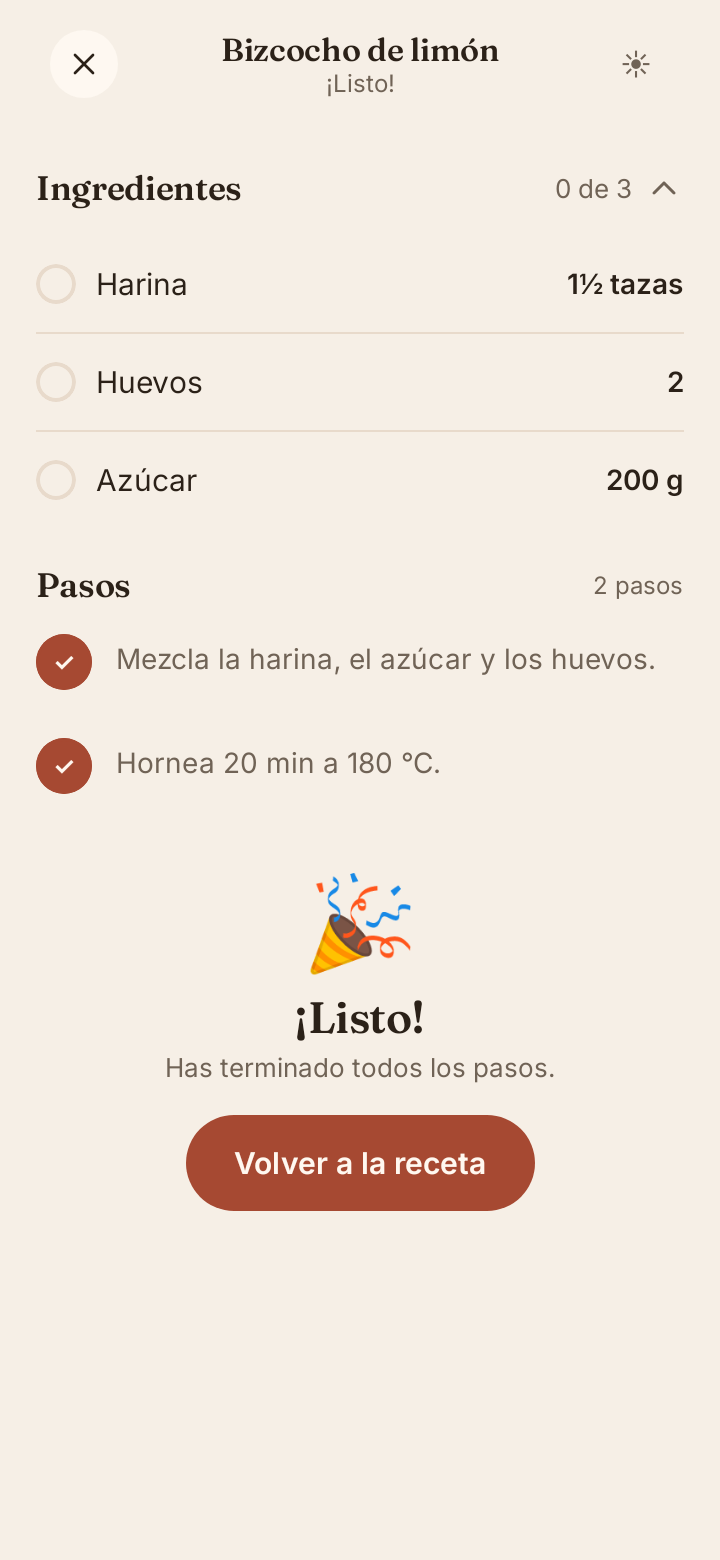 Bizcocho de limón
¡Listo!
Ingredientes
0 de 3
Harina
1½ tazas
Huevos
2
Azúcar
200 g
Pasos
2 pasos
Mezcla la harina, el azúcar y los huevos.
Hornea 20 min a 180 °C.
¡Listo!
Has terminado todos los pasos.
Volver a la receta